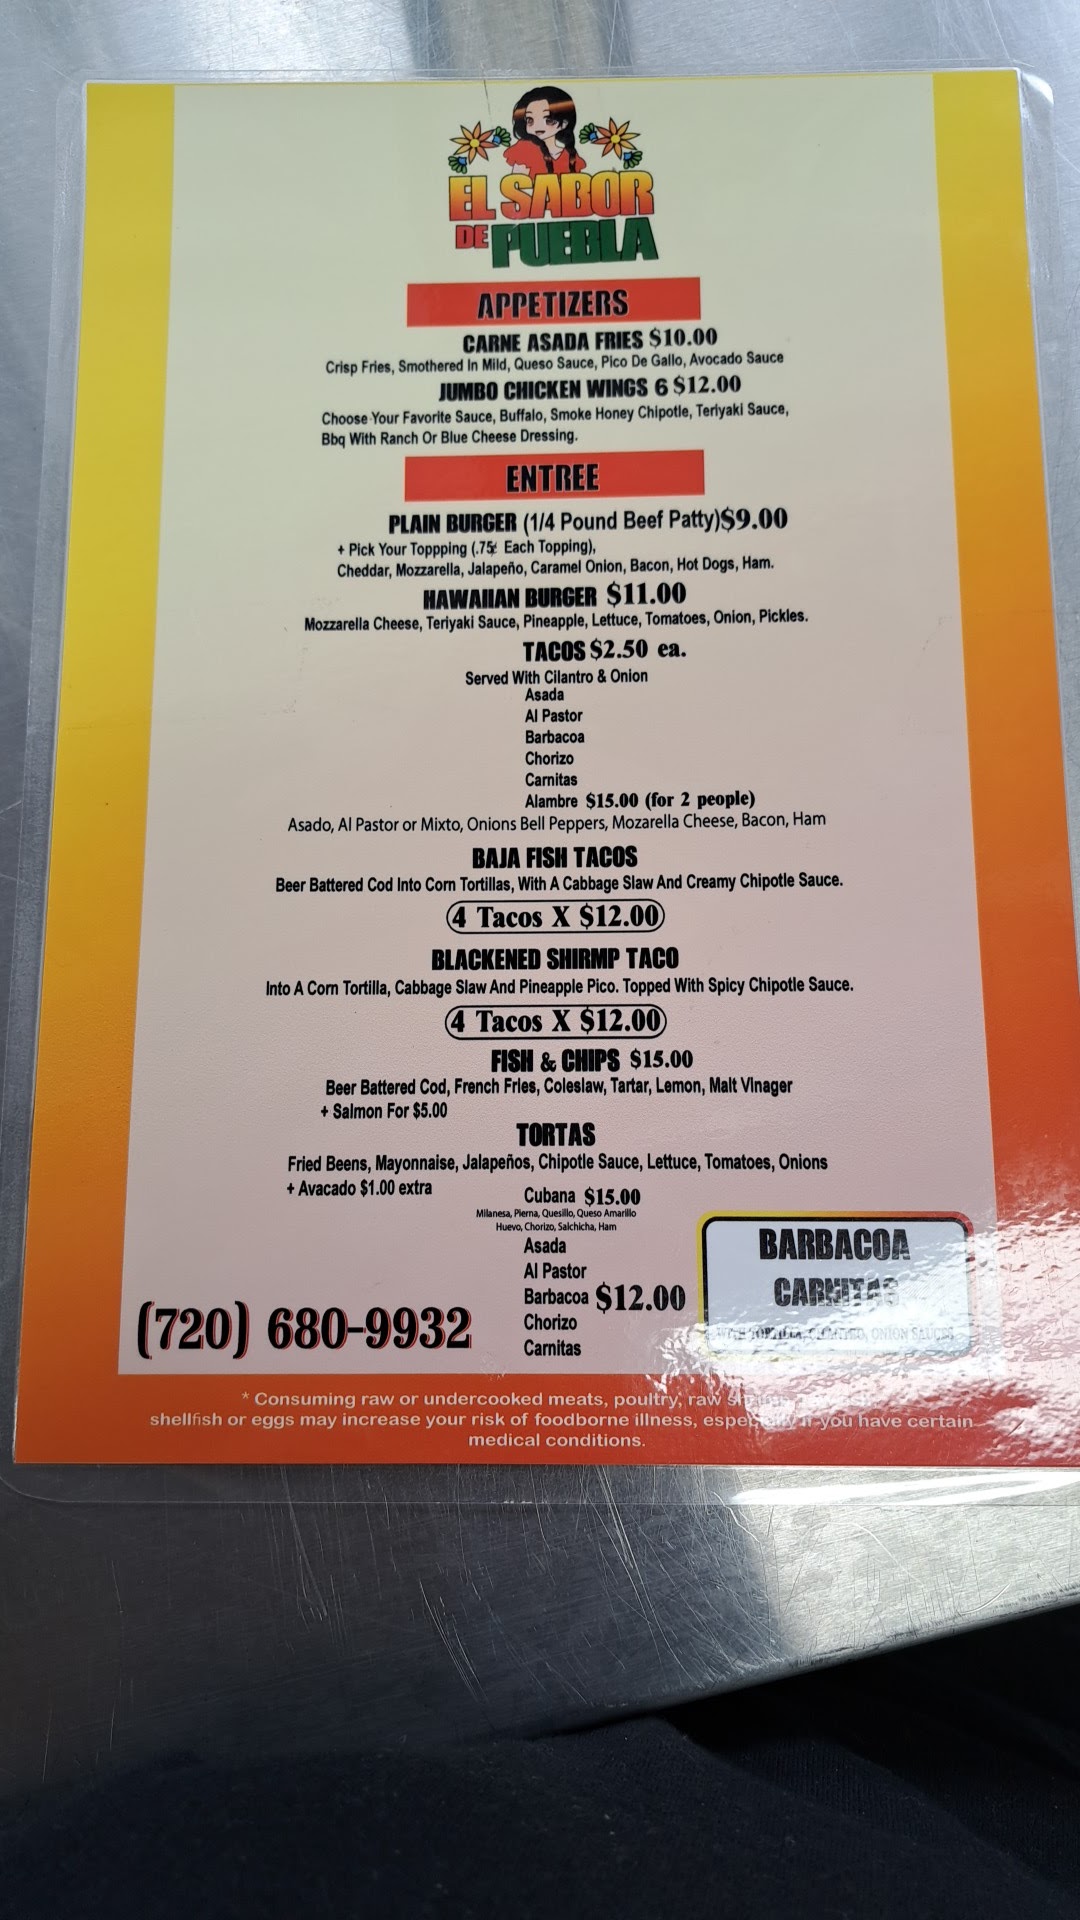 EL SABOR
DE PUEBLA
APPETIZERS
CARNE ASADA FRIES $10.00
Crisp Fries, Smothered In Mild, Queso Sauce, Pico De Gallo, Avocado Sauce
JUMBO CHICKEN WINGS 6 $12.00
Choose Your Favorite Sauce, Buffalo, Smoke Honey Chipotle, Teriyaki Sauce,
Bbq With Ranch Or Blue Cheese Dressing.
ENTREE
PLAIN BURGER (1/4 Pound Beef Patty)$9.00
+ Pick Your Toppping (.75¢ Each Topping),
Cheddar, Mozzarella, Jalapeño, Caramel Onion, Bacon, Hot Dogs, Ham.
HAWAIIAN BURGER $11.00
Mozzarella Cheese, Teriyaki Sauce, Pineapple, Lettuce, Tomatoes, Onion, Pickles.
TACOS $2.50 ea.
Served With Cilantro & Onion
Asada
Al Pastor
Barbacoa
Chorizo
Carnitas
Alambre $15.00 (for 2 people)
Asado, Al Pastor or Mixto, Onions Bell Peppers, Mozarella Cheese, Bacon, Ham
BAJA FISH TACOS
Beer Battered Cod Into Corn Tortillas, With A Cabbage Slaw And Creamy Chipotle Sauce.
4 Tacos X $12.00
BLACKENED SHIRMP TACO
Into A Corn Tortilla, Cabbage Slaw And Pineapple Pico. Topped With Spicy Chipotle Sauce.
4 Tacos X $12.00
FISH & CHIPS $15.00
Beer Battered Cod, French Fries, Coleslaw, Tartar, Lemon, Malt Vinager
+ Salmon For $5.00
TORTAS
Fried Beens, Mayonnaise, Jalapeños, Chipotle Sauce, Lettuce, Tomatoes, Onions
+ Avacado $1.00 extra
Cubana $15.00
Milanesa, Pierna, Quesillo, Queso Amarillo
Huevo, Chorizo, Salchicha, Ham
Asada
Al Pastor
Barbacoa $12.00
Chorizo
Carnitas
(720) 680-9932
BARBACOA
CARNITAS
WITH TORTILLA, CILANTRO, ONION SAUCES
* Consuming raw or undercooked meats, poultry, raw
shellfish or eggs may increase your risk of foodborne illness, especially if you have certain
medical conditions.